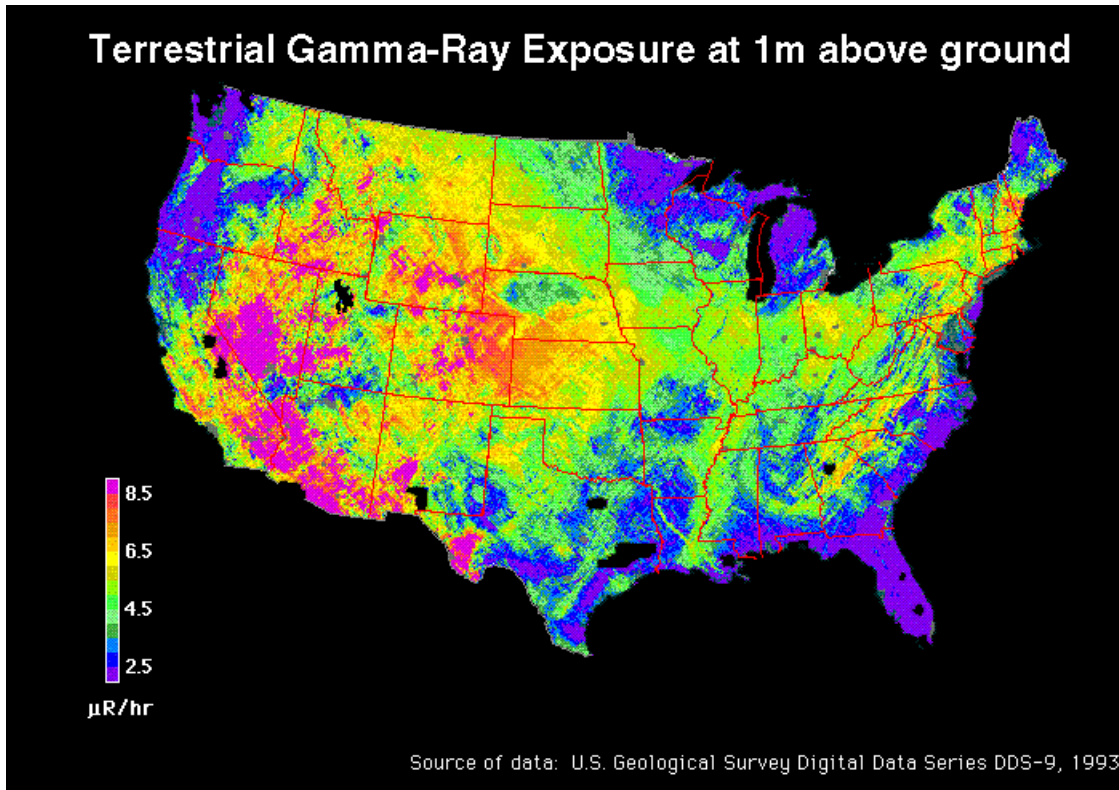 Terrestrial Gamma-Ray Exposure at 1m above ground
8.5
6.5
4.5
2.5
μR/hr
Source of data: U.S. Geological Survey Digital Data Series DDS-9, 1993